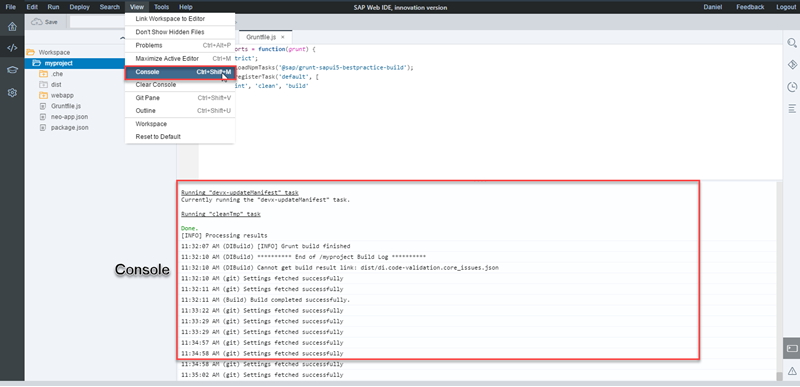 File Edit Run Deploy Search View Tools Help SAP Web IDE, innovation version Daniel Feedback Logout
Save
Link Workspace to Editor
Don't Show Hidden Files
Problems Ctrl+Alt+P
Maximize Active Editor Ctrl+M
Console Ctrl+Shift+M
Clear Console
Git Pane Ctrl+Shift+V
Outline Ctrl+Shift+U
Workspace
Reset to Default
Workspace
myproject
.che
dist
webapp
Gruntfile.js
neo-app.json
package.json
Gruntfile.js ×
orts = function(grunt) {
trict';
oadNpmTasks('@sap/grunt-sapui5-bestpractice-build');
egisterTask('default', [
int', 'clean', 'build'
Console
Running "devx-updateManifest" task
Currently running the "devx-updateManifest" task.
Running "cleanTmp" task
Done.
[INFO] Processing results
11:32:07 AM (DIBuild) [INFO] Grunt build finished
11:32:10 AM (DIBuild) ********** End of /myproject Build Log **********
11:32:10 AM (DIBuild) Cannot get build result link: dist/di.code-validation.core_issues.json
11:32:10 AM (git) Settings fetched successfully
11:32:11 AM (git) Settings fetched successfully
11:32:11 AM (Build) Build completed successfully.
11:33:22 AM (git) Settings fetched successfully
11:33:29 AM (git) Settings fetched successfully
11:33:29 AM (git) Settings fetched successfully
11:34:57 AM (git) Settings fetched successfully
11:34:58 AM (git) Settings fetched successfully
11:34:58 AM (git) Settings fetched successfully
11:35:02 AM (git) Settings fetched successfully